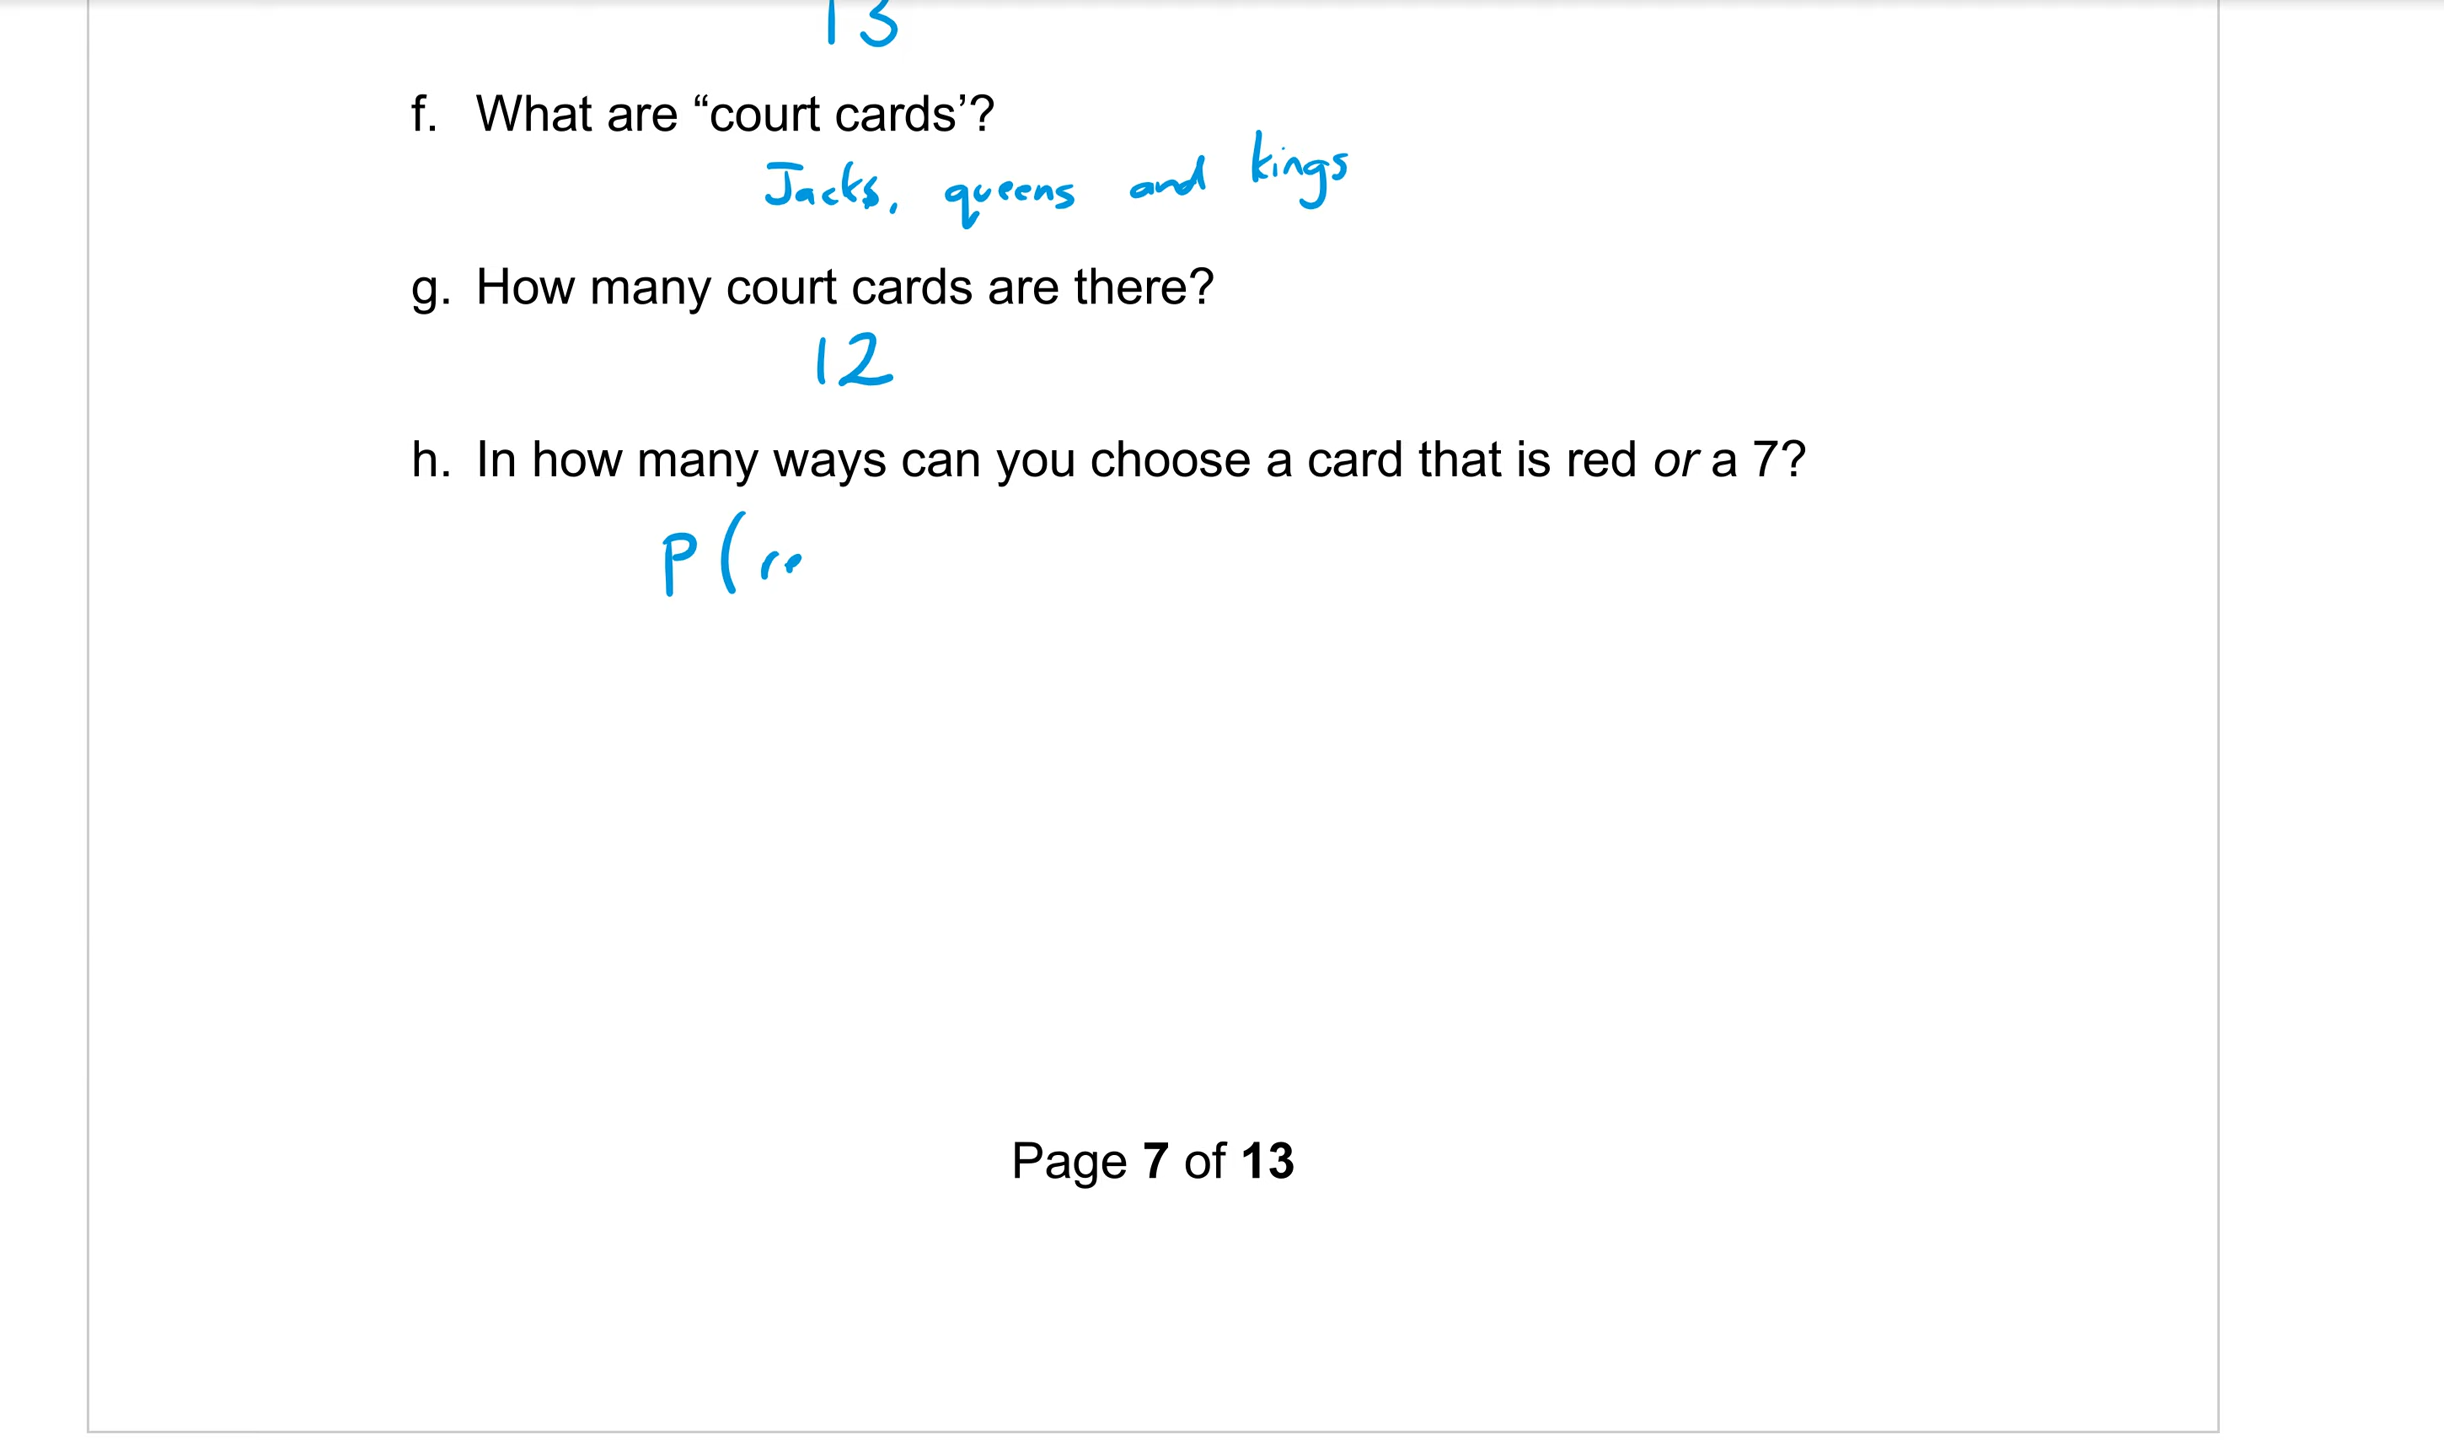 13
f. What are “court cards’?
Jacks, queens and kings
g. How many court cards are there?
12
h. In how many ways can you choose a card that is red or a 7?
P(re
Page 7 of 13